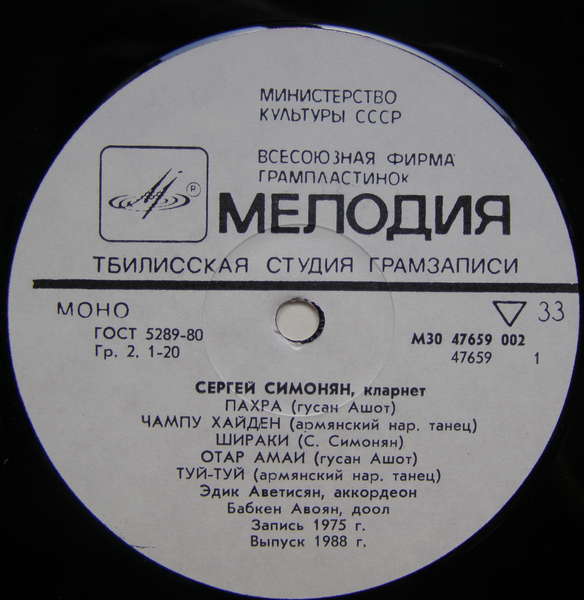 МИНИСТЕРСТВО
КУЛЬТУРЫ СССР
ВСЕСОЮЗНАЯ ФИРМА
ГРАМПЛАСТИНОК
МЕЛОДИЯ
ТБИЛИССКАЯ СТУДИЯ ГРАМЗАПИСИ
МОНО
ГОСТ 5289-80
Гр. 2. 1-20
33
М30 47659 002
47659 1
СЕРГЕЙ СИМОНЯН, кларнет
ПАХРА (гусан Ашот)
ЧАМПУ ХАЙДЕН (армянский нар. танец)
ШИРАКИ (С. Симонян)
ОТАР АМАИ (гусан Ашот)
ТУЙ-ТУЙ (армянский нар. танец)
Эдик Аветисян, аккордеон
Бабкен Авоян, доол
Запись 1975 г.
Выпуск 1988 г.